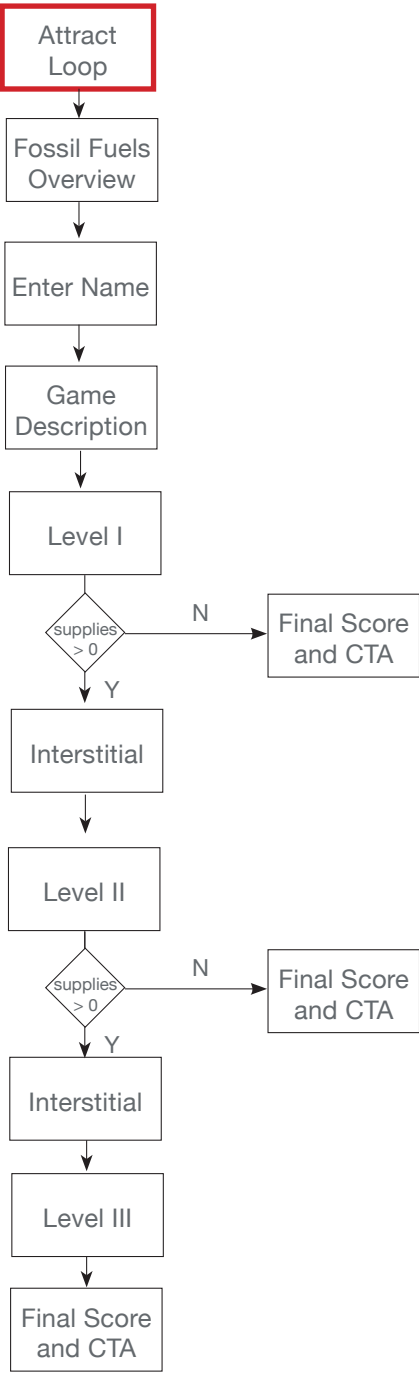 Attract
Loop
Fossil Fuels
Overview
Enter Name
Game
Description
Level I
supplies
> 0
N
Final Score
and CTA
Y
Interstitial
Level II
supplies
> 0
N
Final Score
and CTA
Y
Interstitial
Level III
Final Score
and CTA